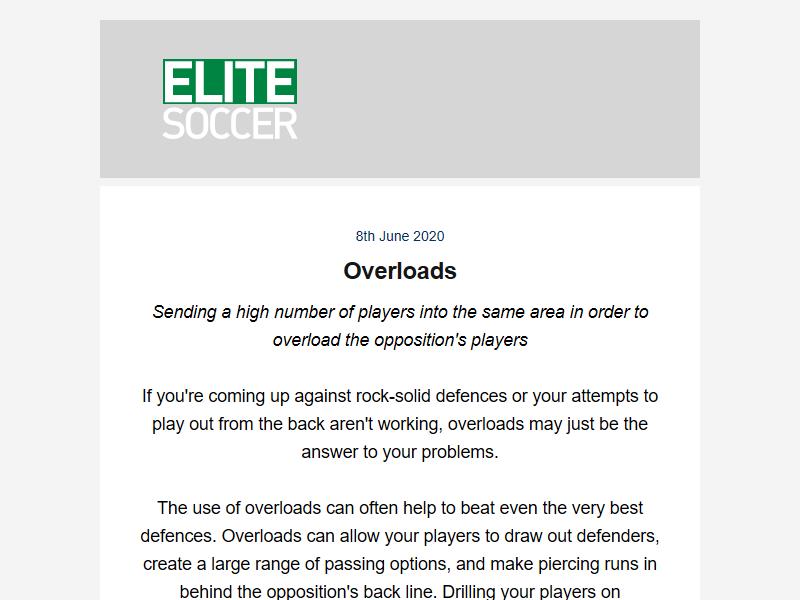 ELITE
SOCCER
8th June 2020
Overloads
Sending a high number of players into the same area in order to
overload the opposition's players
If you're coming up against rock-solid defences or your attempts to
play out from the back aren't working, overloads may just be the
answer to your problems.
The use of overloads can often help to beat even the very best
defences. Overloads can allow your players to draw out defenders,
create a large range of passing options, and make piercing runs in
behind the opposition's back line. Drilling your players on